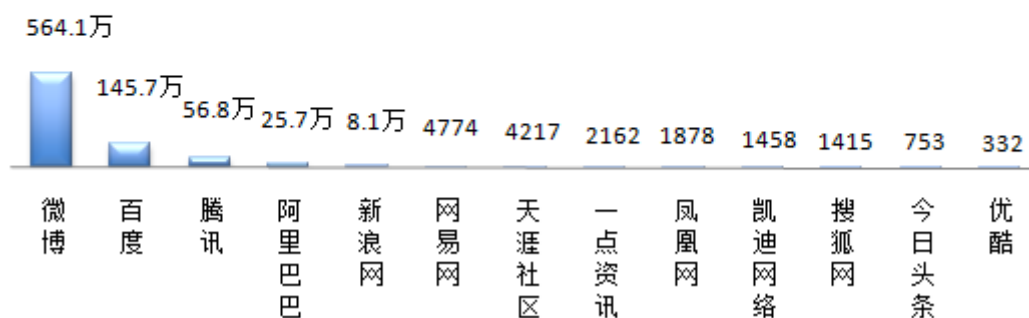 564.1万
145.7万
56.8万
25.7万
8.1万
4774
4217
2162
1878
1458
1415
753
332
微博
百度
腾讯
阿里巴巴
新浪网
网易网
天涯社区
一点资讯
凤凰网
凯迪网络
搜狐网
今日头条
优酷